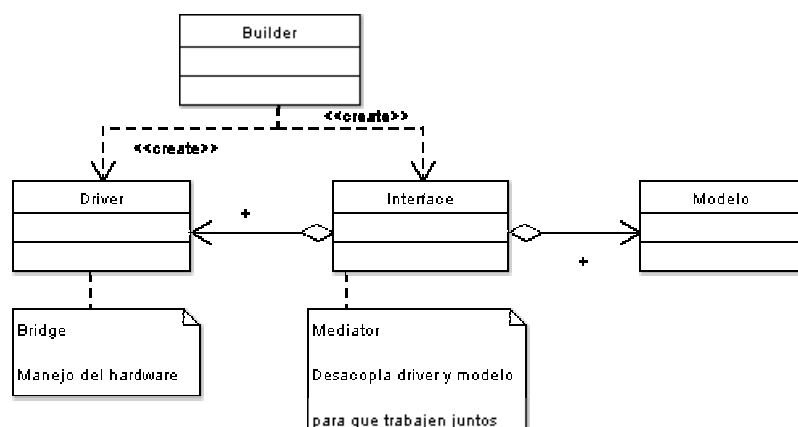 Builder
<<create>>
<<create>>
Driver
Interface
Modelo
+
+
Bridge
Manejo del hardware
Mediator
Desacopla driver y modelo
para que trabajen juntos